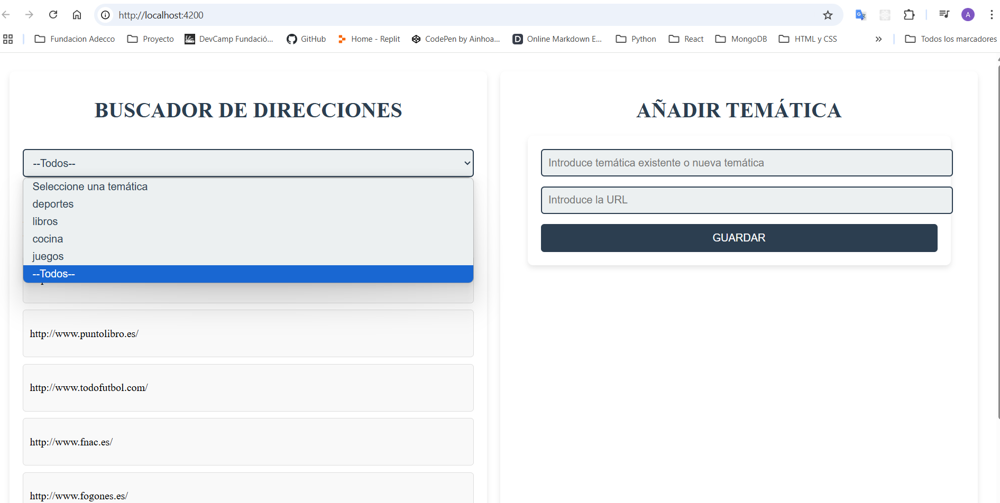 http://localhost:4200
A
Fundacion Adecco
Proyecto
DevCamp Fundació...
GitHub
Home - Replit
CodePen by Ainhoa...
D
Online Markdown E...
Python
React
MongoDB
HTML y CSS
»
Todos los marcadores
BUSCADOR DE DIRECCIONES
--Todos--
Seleccione una temática
deportes
libros
cocina
juegos
--Todos--
http://www.puntolibro.es/
http://www.todofutbol.com/
http://www.fnac.es/
http://www.fogones.es/
AÑADIR TEMÁTICA
Introduce temática existente o nueva temática
Introduce la URL
GUARDAR